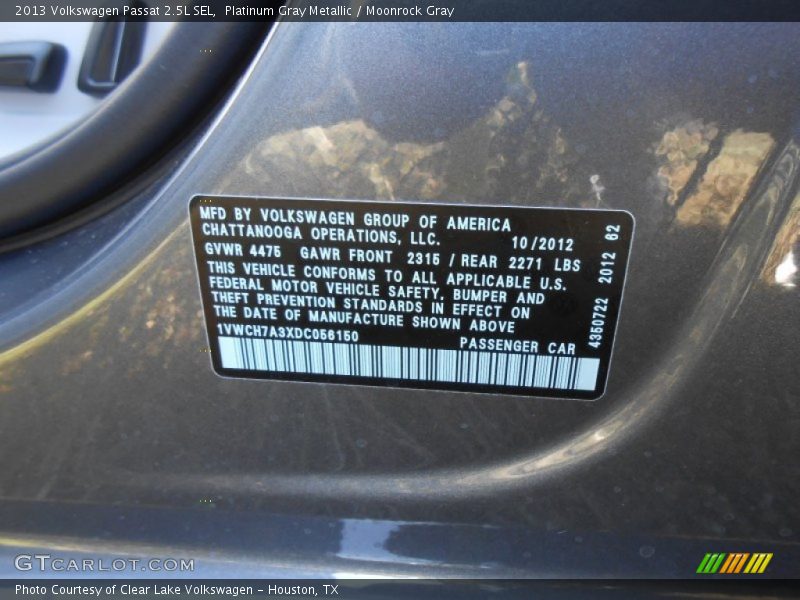 2013 Volkswagen Passat 2.5L SEL, Platinum Gray Metallic / Moonrock Gray
MFD BY VOLKSWAGEN GROUP OF AMERICA
CHATTANOOGA OPERATIONS, LLC. 10/2012
GVWR 4475 GAWR FRONT 2315 / REAR 2271 LBS
THIS VEHICLE CONFORMS TO ALL APPLICABLE U.S.
FEDERAL MOTOR VEHICLE SAFETY, BUMPER AND
THEFT PREVENTION STANDARDS IN EFFECT ON
THE DATE OF MANUFACTURE SHOWN ABOVE
1VWCH7A3XDC056150 PASSENGER CAR
4350722 2012 62
GTCARLOT.COM
Photo Courtesy of Clear Lake Volkswagen - Houston, TX